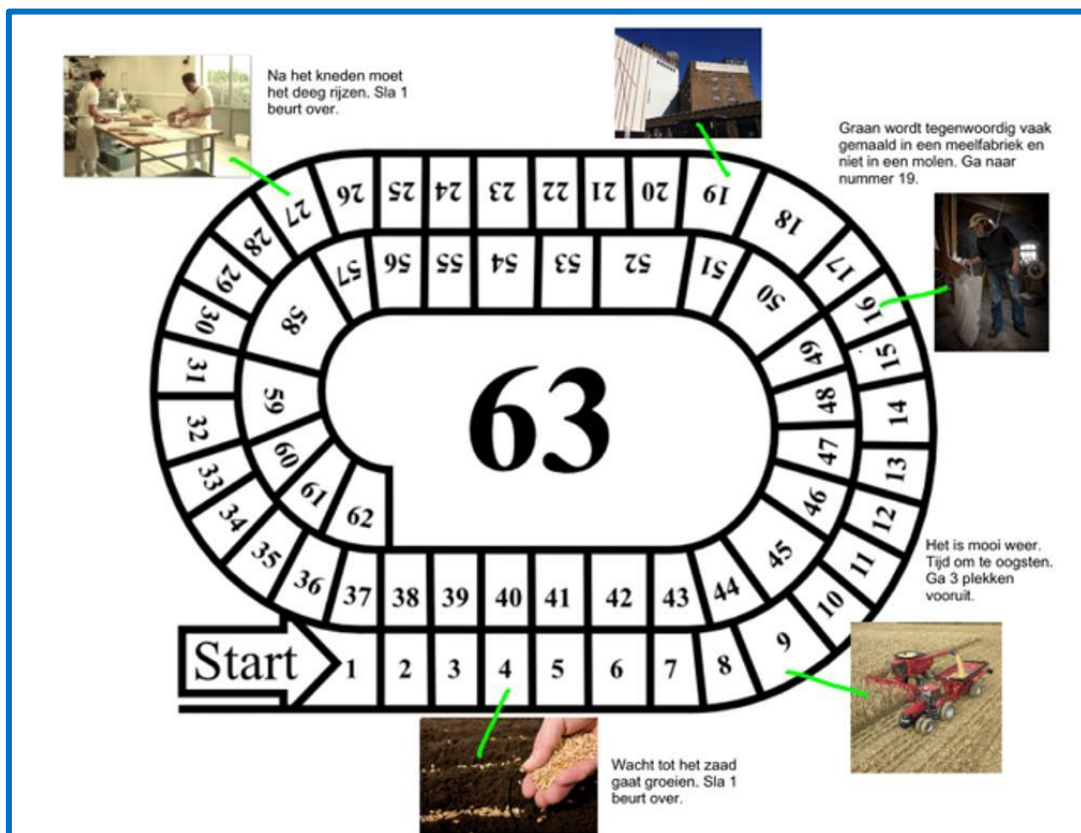 Na het kneden moet
het deeg rijzen. Sla 1
beurt over.
Graan wordt tegenwoordig vaak
gemaald in een meelfabriek en
niet in een molen. Ga naar
nummer 19.
26 25 24 23 22 21 20 19
27 18
28 17
29 57 56 55 54 53 52 51 16
30 58 50 15
31 49 14
32 59 63 48 13
33 60 47 12
34 61 62 46 11
35 45 10
36 37 38 39 40 41 42 43 44 9
Start 1 2 3 4 5 6 7 8
Het is mooi weer.
Tijd om te oogsten.
Ga 3 plekken
vooruit.
Wacht tot het zaad
gaat groeien. Sla 1
beurt over.